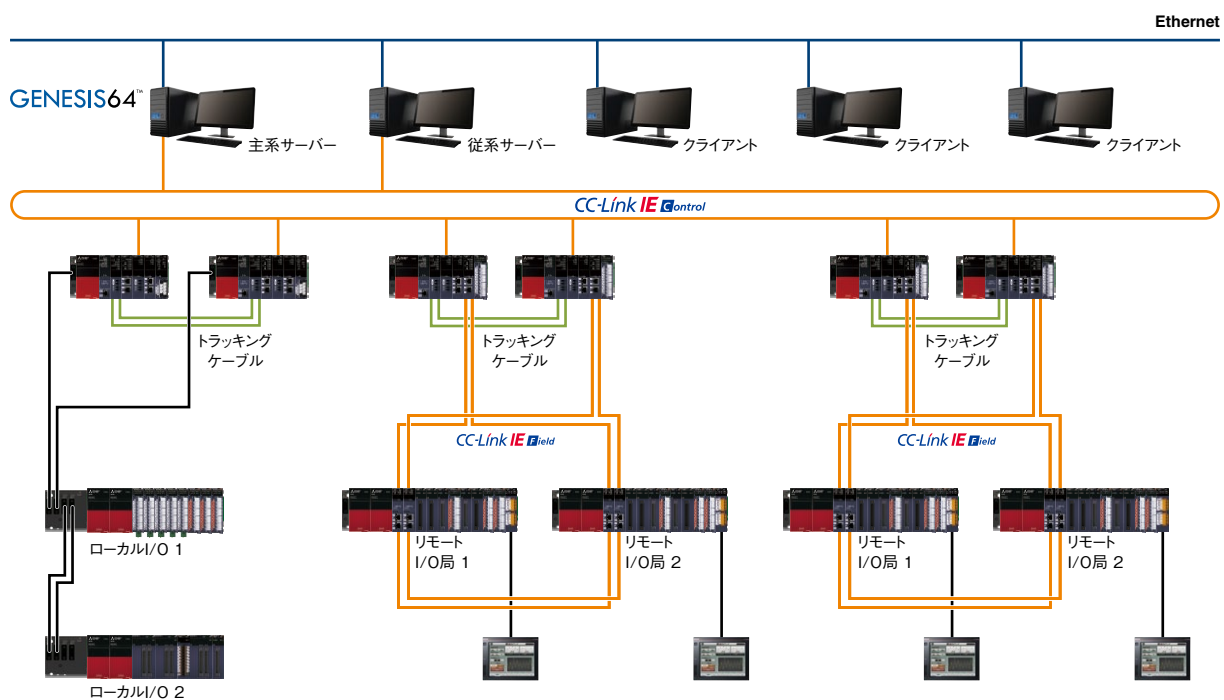 Ethernet
GENESIS64™
主系サーバー
従系サーバー
クライアント
クライアント
クライアント
CC-Link IE Control
トラッキング
ケーブル
トラッキング
ケーブル
トラッキング
ケーブル
CC-Link IE Field
CC-Link IE Field
ローカルI/O 1
リモート
I/O局 1
リモート
I/O局 2
リモート
I/O局 1
リモート
I/O局 2
ローカルI/O 2